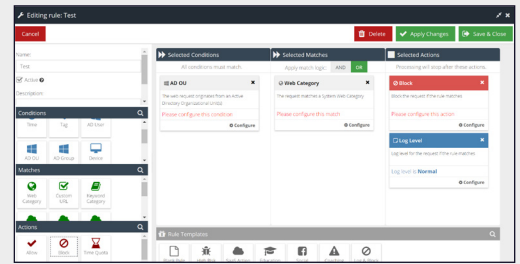 Editing rule: Test
Cancel
Delete
Apply Changes
Save & Close
Name:
Test
Active
Description:
Conditions
Time
Tag
AD User
AD OU
AD Group
Device
Matches
Web Category
Custom URL
Keyword Category
Actions
Allow
Block
Time Quota
Selected Conditions
All conditions must match.
AD OU
The web request originates from an Active
Directory Organizational Unit(s)
Please configure this condition
Configure
Selected Matches
Apply match logic: AND OR
Web Category
The request matches a System Web Category
Please configure this match
Configure
Selected Actions
Processing will stop after these actions.
Block
Block the request if the rule matches.
Please configure this action
Configure
Log Level
Log level for the request if the rule matches.
Log level is Normal
Configure
Rule Templates